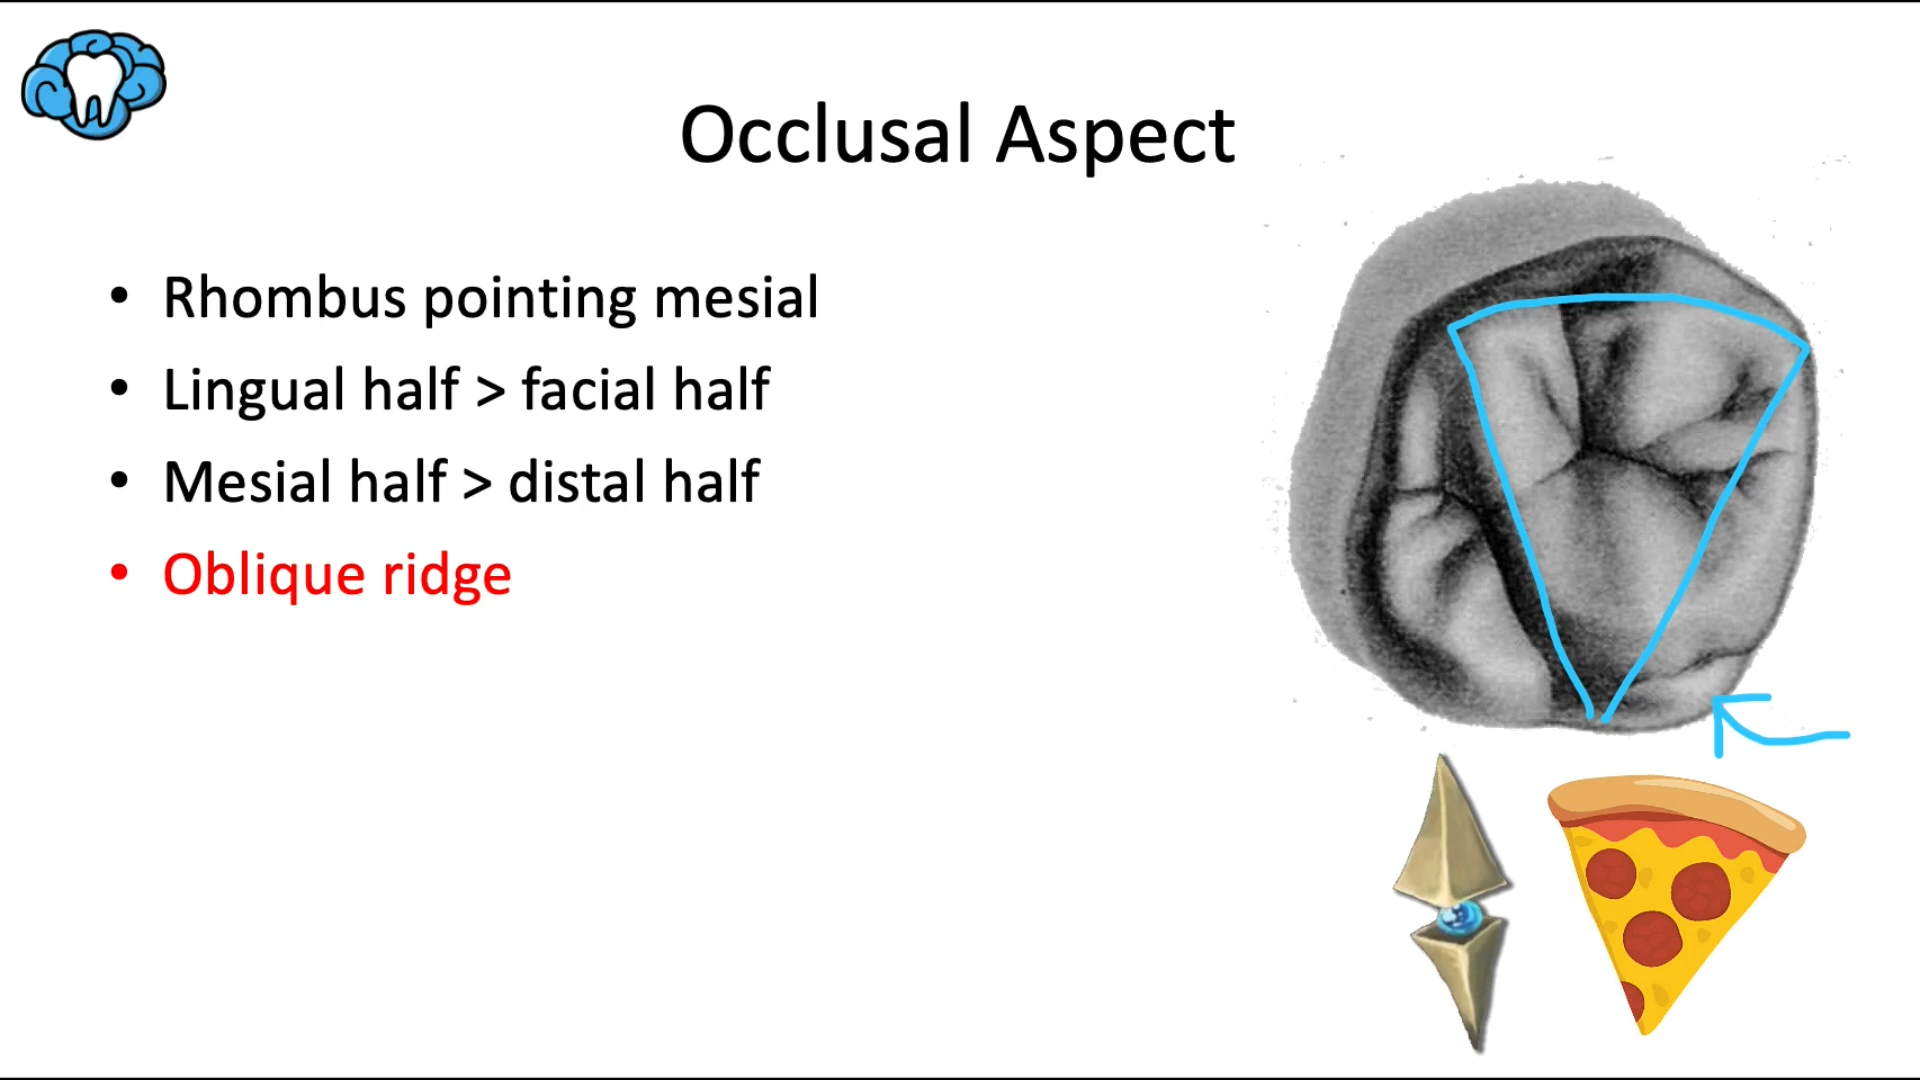 Occlusal Aspect
• Rhombus pointing mesial
• Lingual half > facial half
• Mesial half > distal half
• Oblique ridge